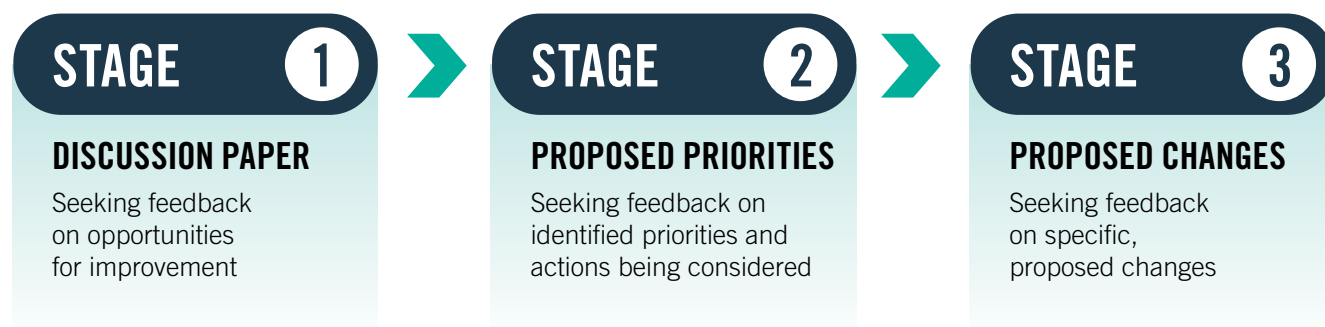 STAGE 1
DISCUSSION PAPER
Seeking feedback
on opportunities
for improvement
STAGE 2
PROPOSED PRIORITIES
Seeking feedback on
identified priorities and
actions being considered
STAGE 3
PROPOSED CHANGES
Seeking feedback
on specific,
proposed changes